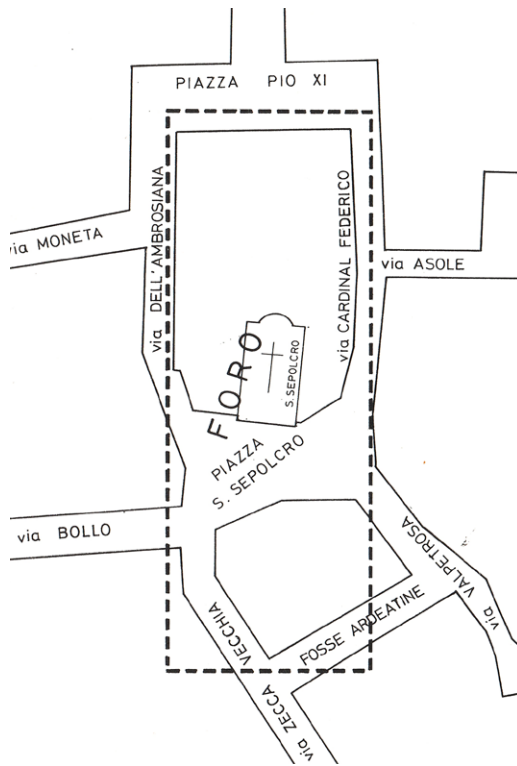 PIAZZA PIO XI
via DELL'AMBROSIANA
via CARDINAL FEDERICO
via MONETA
via ASOLE
FORO
S. SEPOLCRO
PIAZZA
S. SEPOLCRO
via BOLLO
via VALPETROSA
FOSSE ARDEATINE
via ZECCA VECCHIA